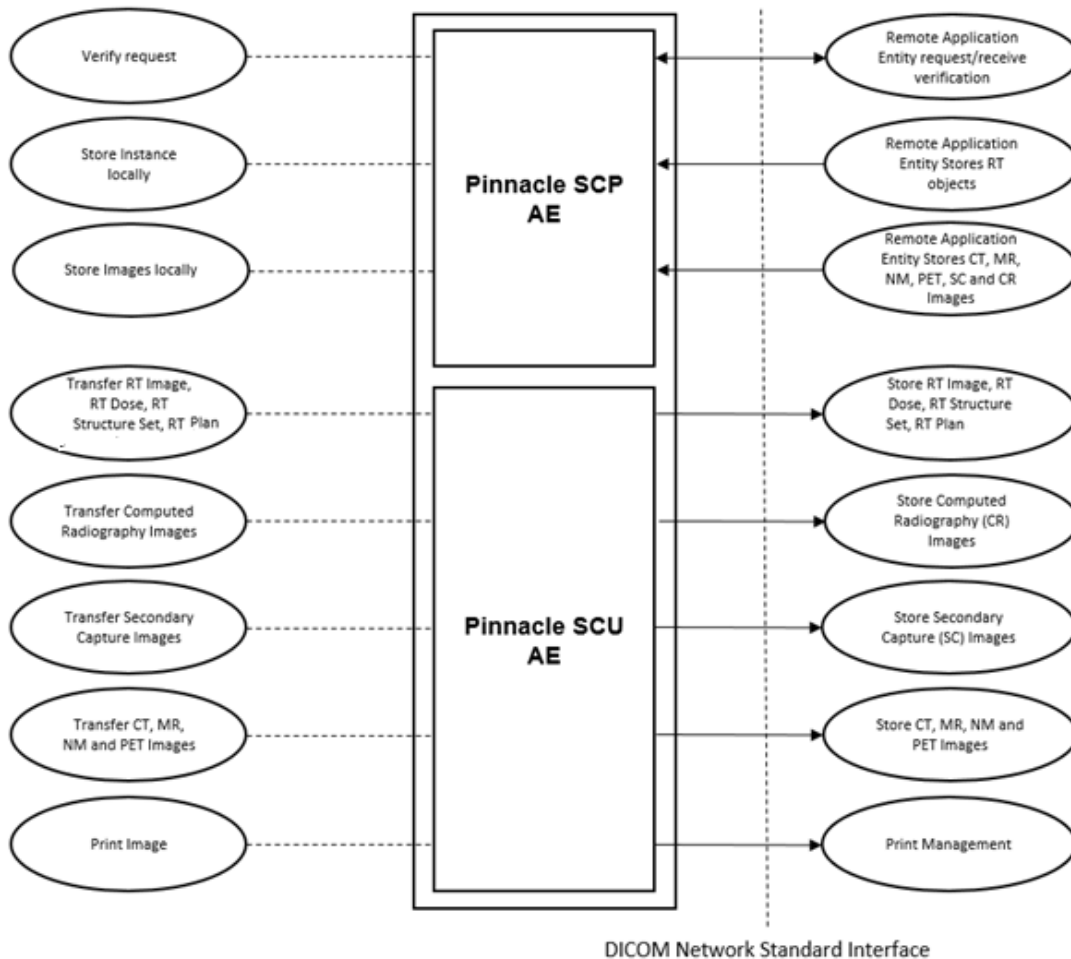 Verify request
Remote Application
Entity request/receive
verification
Store Instance
locally
Pinnacle SCP
AE
Remote Application
Entity Stores RT
objects
Store Images locally
Remote Application
Entity Stores CT, MR,
NM, PET, SC and CR
Images
Transfer RT Image,
RT Dose, RT
Structure Set, RT Plan
Store RT Image, RT
Dose, RT Structure
Set, RT Plan
Transfer Computed
Radiography Images
Store Computed
Radiography (CR)
Images
Transfer Secondary
Capture Images
Pinnacle SCU
AE
Store Secondary
Capture (SC) Images
Transfer CT, MR,
NM and PET Images
Store CT, MR, NM and
PET Images
Print Image
Print Management
DICOM Network Standard Interface